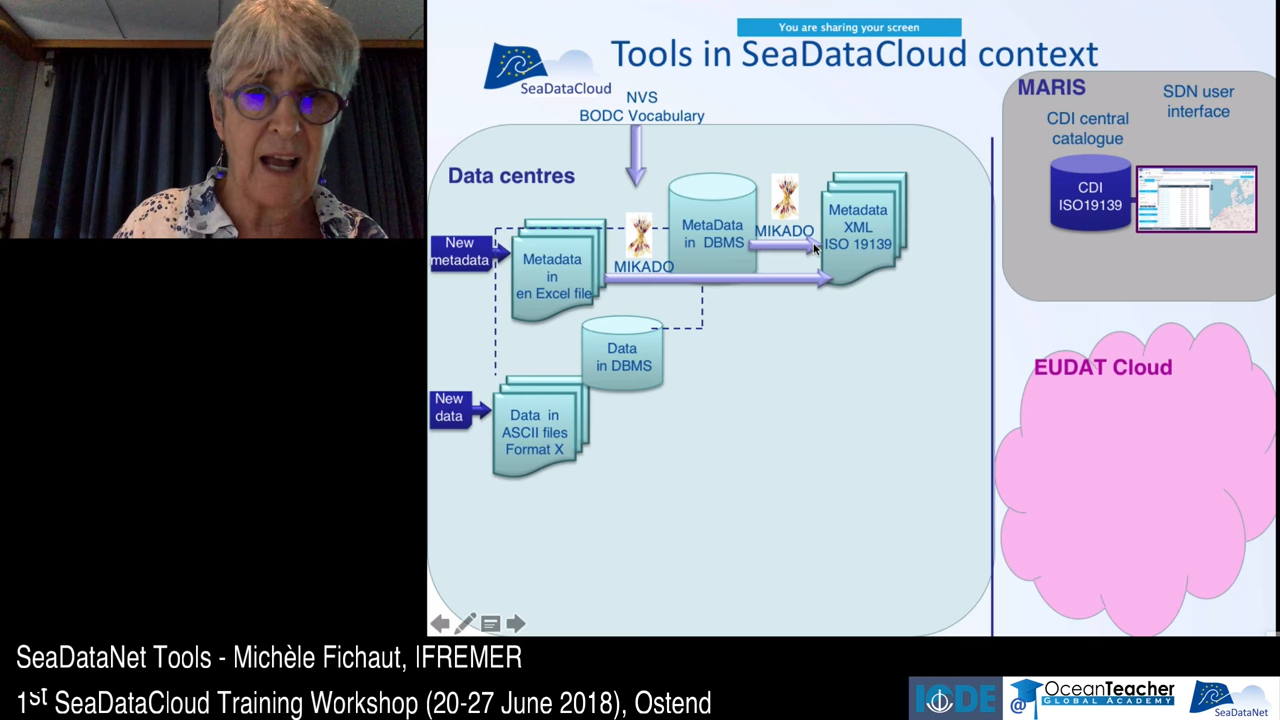 You are sharing your screen
Tools in SeaDataCloud context
SeaDataCloud
NVS
BODC Vocabulary
MARIS
SDN user
interface
CDI central
catalogue
CDI
ISO19139
Data centres
New
metadata
Metadata
in
en Excel file
MIKADO
MetaData
in DBMS
MIKADO
Metadata
XML
ISO 19139
Data
in DBMS
New
data
Data in
ASCII files
Format X
EUDAT Cloud
SeaDataNet Tools - Michèle Fichaut, IFREMER
1st SeaDataCloud Training Workshop (20-27 June 2018), Ostend
IODE
@ OceanTeacher
GLOBAL ACADEMY
SeaDataNet